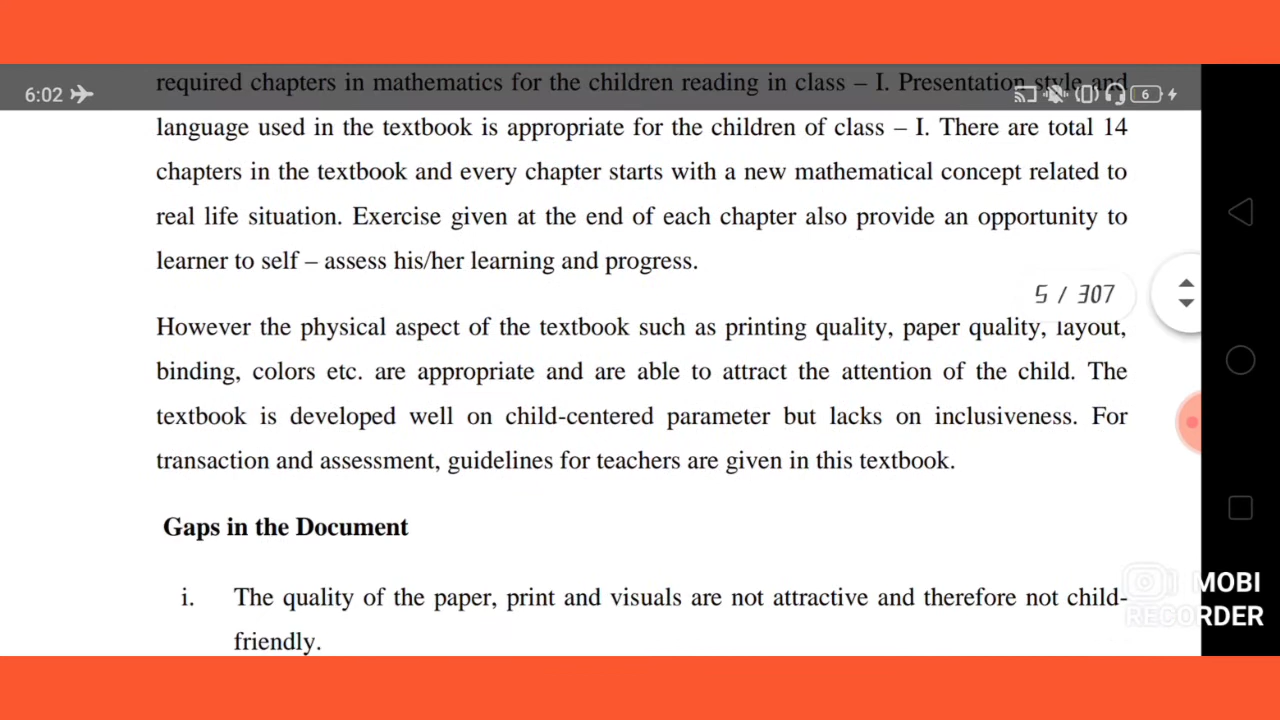 required chapters in mathematics for the children reading in class – I. Presentation style and
6:02
6
language used in the textbook is appropriate for the children of class – I. There are total 14
chapters in the textbook and every chapter starts with a new mathematical concept related to
real life situation. Exercise given at the end of each chapter also provide an opportunity to
learner to self – assess his/her learning and progress.
5 / 307
However the physical aspect of the textbook such as printing quality, paper quality, layout,
binding, colors etc. are appropriate and are able to attract the attention of the child. The
textbook is developed well on child-centered parameter but lacks on inclusiveness. For
transaction and assessment, guidelines for teachers are given in this textbook.
Gaps in the Document
i. The quality of the paper, print and visuals are not attractive and therefore not child-
friendly.
MOBI
RECORDER